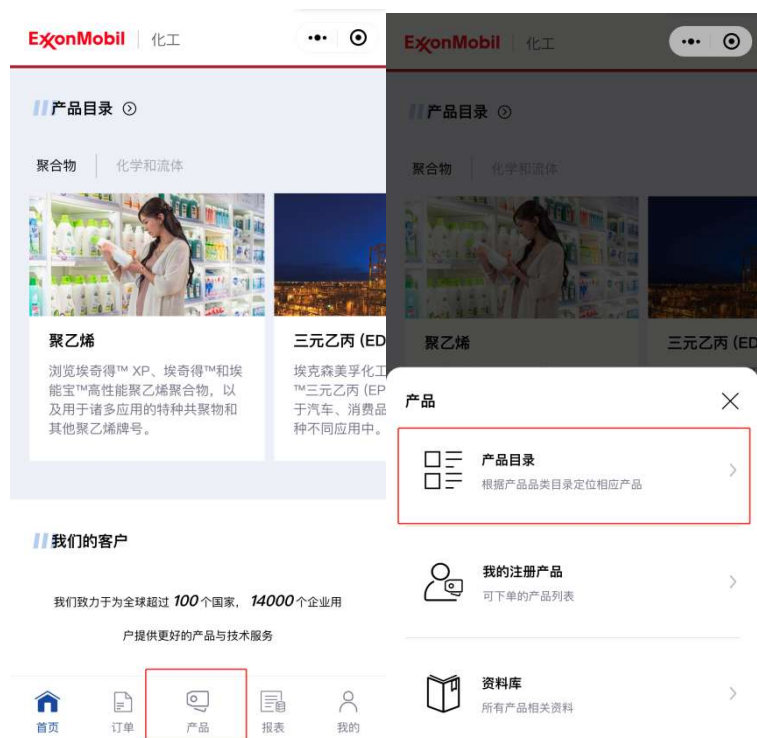 ExxonMobil 化工
产品目录
聚合物 化学和流体
聚乙烯
浏览埃奇得™ XP、埃奇得™和埃
能宝™高性能聚乙烯聚合物，以
及用于诸多应用的特种共聚物和
其他聚乙烯牌号。
三元乙丙 (ED
埃克森美孚化工
™三元乙丙 (EP
于汽车、消费品
种不同应用中。
我们的客户
我们致力于为全球超过 100 个国家， 14000 个企业用
户提供更好的产品与技术服务
首页 订单 产品 报表 我的
ExxonMobil 化工
产品目录
聚合物 化学和流体
聚乙烯
三元乙丙 (ED
产品
产品目录
根据产品品类目录定位相应产品
我的注册产品
可下单的产品列表
资料库
所有产品相关资料